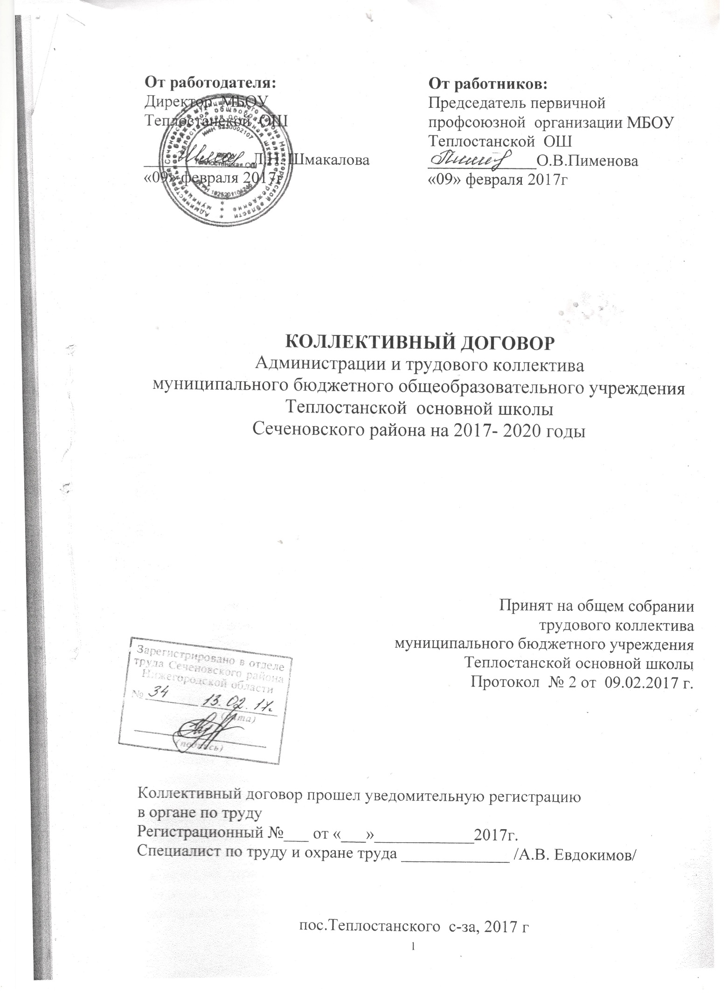 От работодателя:
Директор МБОУ
Теплостанской ОШ
Л.Н. Шмакалова
«09» февраля 2017г
От работников:
Председатель первичной
профсоюзной организации МБОУ
Теплостанской ОШ
______________О.В.Пименова
«09» февраля 2017г
ИНН 5230002107
Теплостанская ОШ
КОЛЛЕКТИВНЫЙ ДОГОВОР
Администрации и трудового коллектива
муниципального бюджетного общеобразовательного учреждения
Теплостанской основной школы
Сеченовского района на 2017- 2020 годы
Принят на общем собрании
трудового коллектива
муниципального бюджетного учреждения
Теплостанской основной школы
Протокол № 2 от 09.02.2017 г.
Зарегистрировано в отделе
труда Сеченовского района
Нижегородской области
№ 34 13.02.17г.
(дата)
(подпись)
Коллективный договор прошел уведомительную регистрацию
в органе по труду
Регистрационный №___ от «___»____________2017г.
Специалист по труду и охране труда _____________ /А.В. Евдокимов/
пос.Теплостанского с-за, 2017 г
1